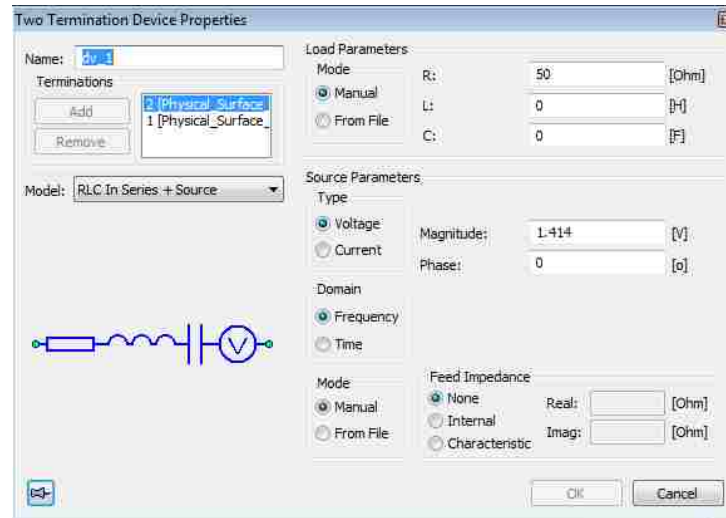 Two Termination Device Properties
Name: dv_1
Terminations
Add
Remove
2 [Physical_Surface_
1 [Physical_Surface_
Model: RLC In Series + Source
V
Load Parameters
Mode
Manual
From File
R: 50 [Ohm]
L: 0 [H]
C: 0 [F]
Source Parameters
Type
Voltage
Current
Magnitude: 1.414 [V]
Phase: 0 [o]
Domain
Frequency
Time
Mode
Manual
From File
Feed Impedance
None
Internal
Characteristic
Real: [Ohm]
Imag: [Ohm]
OK
Cancel